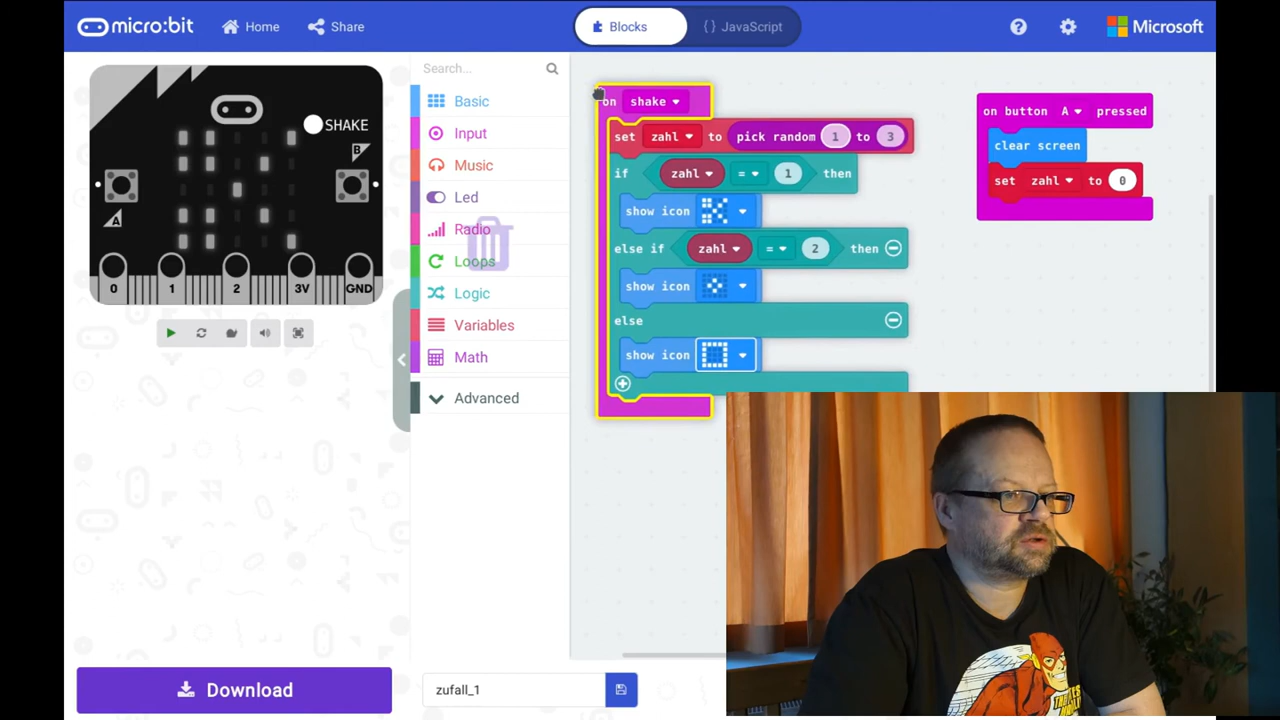 micro:bit Home Share Blocks {} JavaScript ? Microsoft
Search...
Basic
Input
Music
Led
Radio
Loops
Logic
Variables
Math
Advanced
SHAKE
B
A
0 1 2 3V GND
on shake
set zahl to pick random 1 to 3
if zahl = 1 then
show icon
else if zahl = 2 then
show icon
else
show icon
on button A pressed
clear screen
set zahl to 0
Download
zufall_1